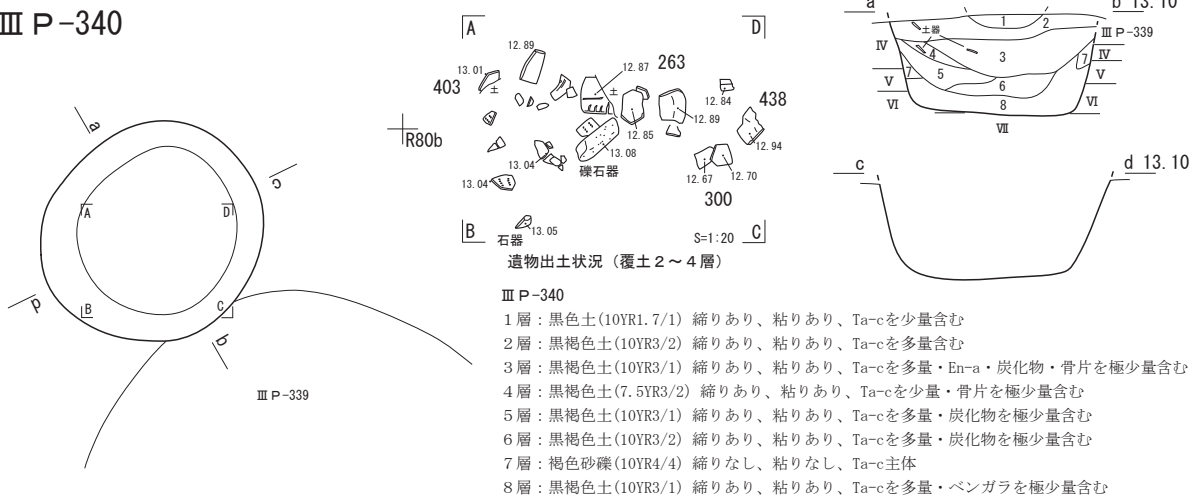 Ⅲ P-340
a
c
d
b
A
D
B
C
Ⅲ P-339
R80b
A
D
12.89
13.01
土
403
12.87
263
土
12.84
438
12.89
12.85
12.94
13.08
13.04
礫石器
13.04
12.67
12.70
300
B
13.05
石器
S=1:20
C
遺物出土状況（覆土２～４層）
a
b 13.10
1
2
土器
Ⅲ P-339
Ⅳ
4
3
7
Ⅳ
Ⅴ
7
5
Ⅴ
6
Ⅵ
8
Ⅵ
Ⅶ
c
d 13.10
Ⅲ P-340
１層：黒色土(10YR1.7/1) 締りあり、粘りあり、Ta-cを少量含む
２層：黒褐色土(10YR3/2) 締りあり、粘りあり、Ta-cを多量含む
３層：黒褐色土(10YR3/1) 締りあり、粘りあり、Ta-cを多量・En-a・炭化物・骨片を極少量含む
４層：黒褐色土(7.5YR3/2) 締りあり、粘りあり、Ta-cを少量・骨片を極少量含む
５層：黒褐色土(10YR3/1) 締りあり、粘りあり、Ta-cを多量・炭化物を極少量含む
６層：黒褐色土(10YR3/2) 締りあり、粘りあり、Ta-cを多量・炭化物を極少量含む
７層：褐色砂礫(10YR4/4) 締りなし、粘りなし、Ta-c主体
８層：黒褐色土(10YR3/1) 締りあり、粘りあり、Ta-cを多量・ベンガラを極少量含む